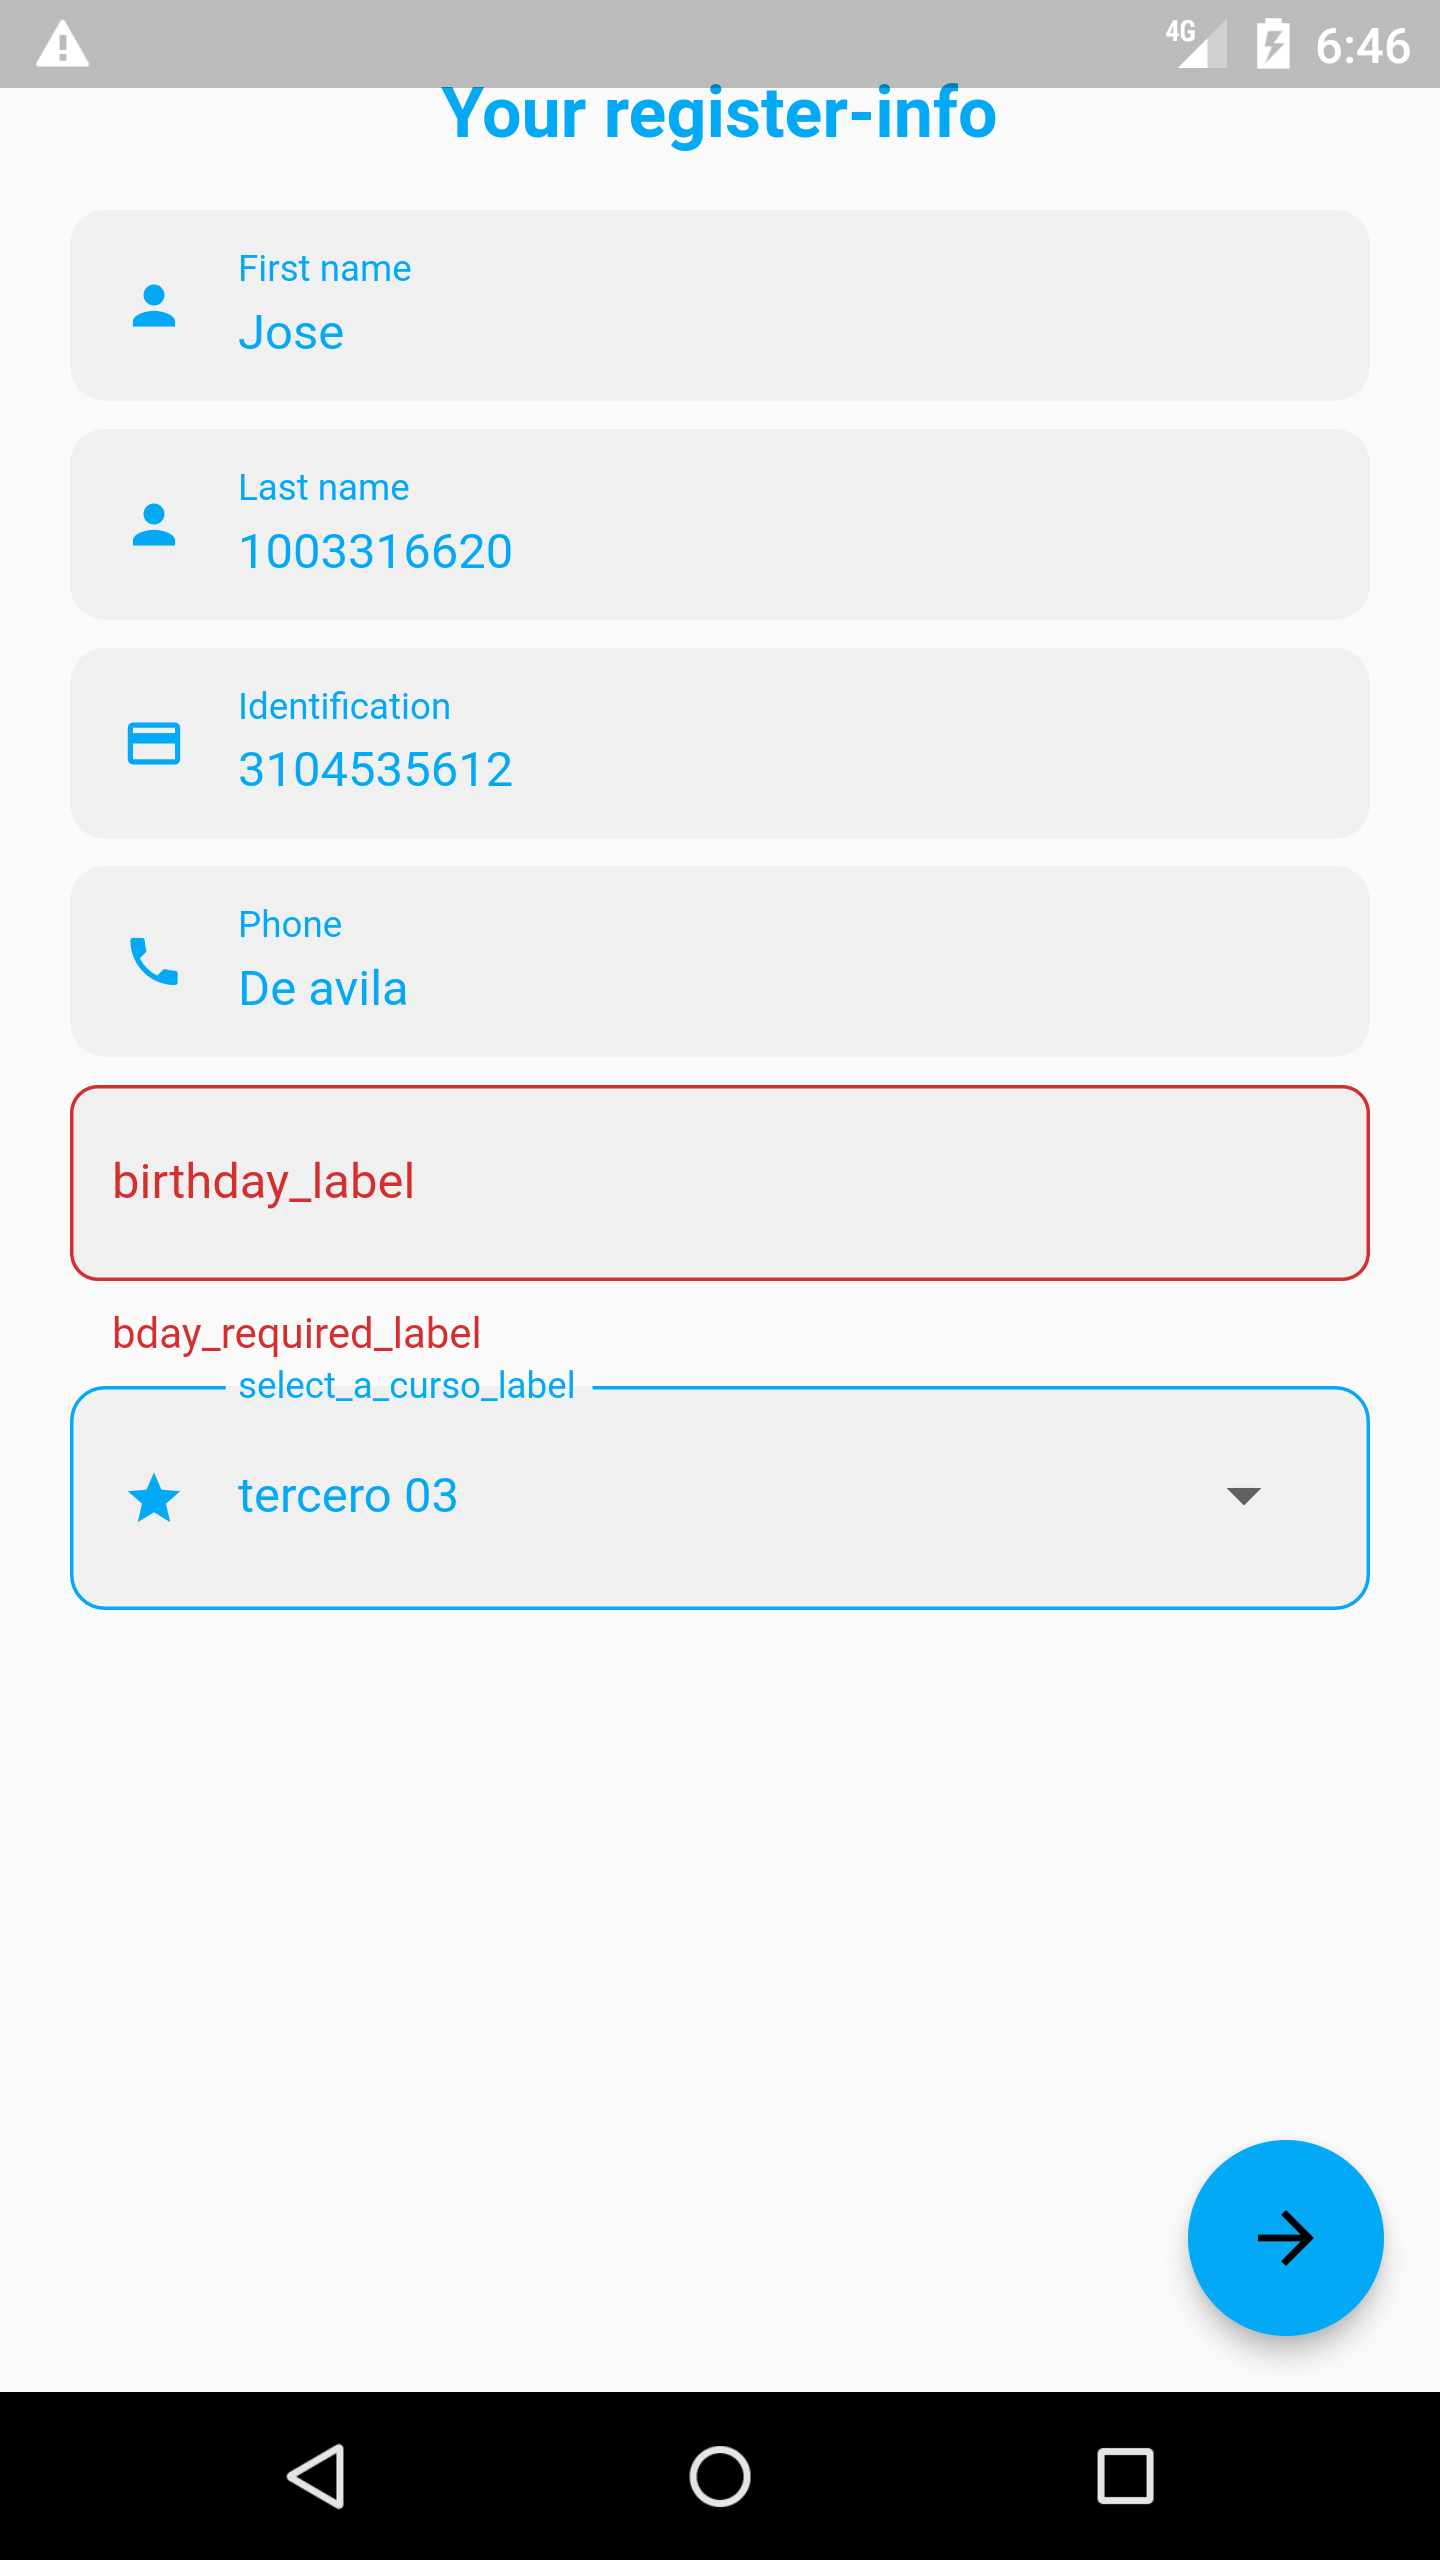 4G 6:46
Your register-info
First name
Jose
Last name
1003316620
Identification
3104535612
Phone
De avila
birthday_label
bday_required_label
select_a_curso_label
tercero 03